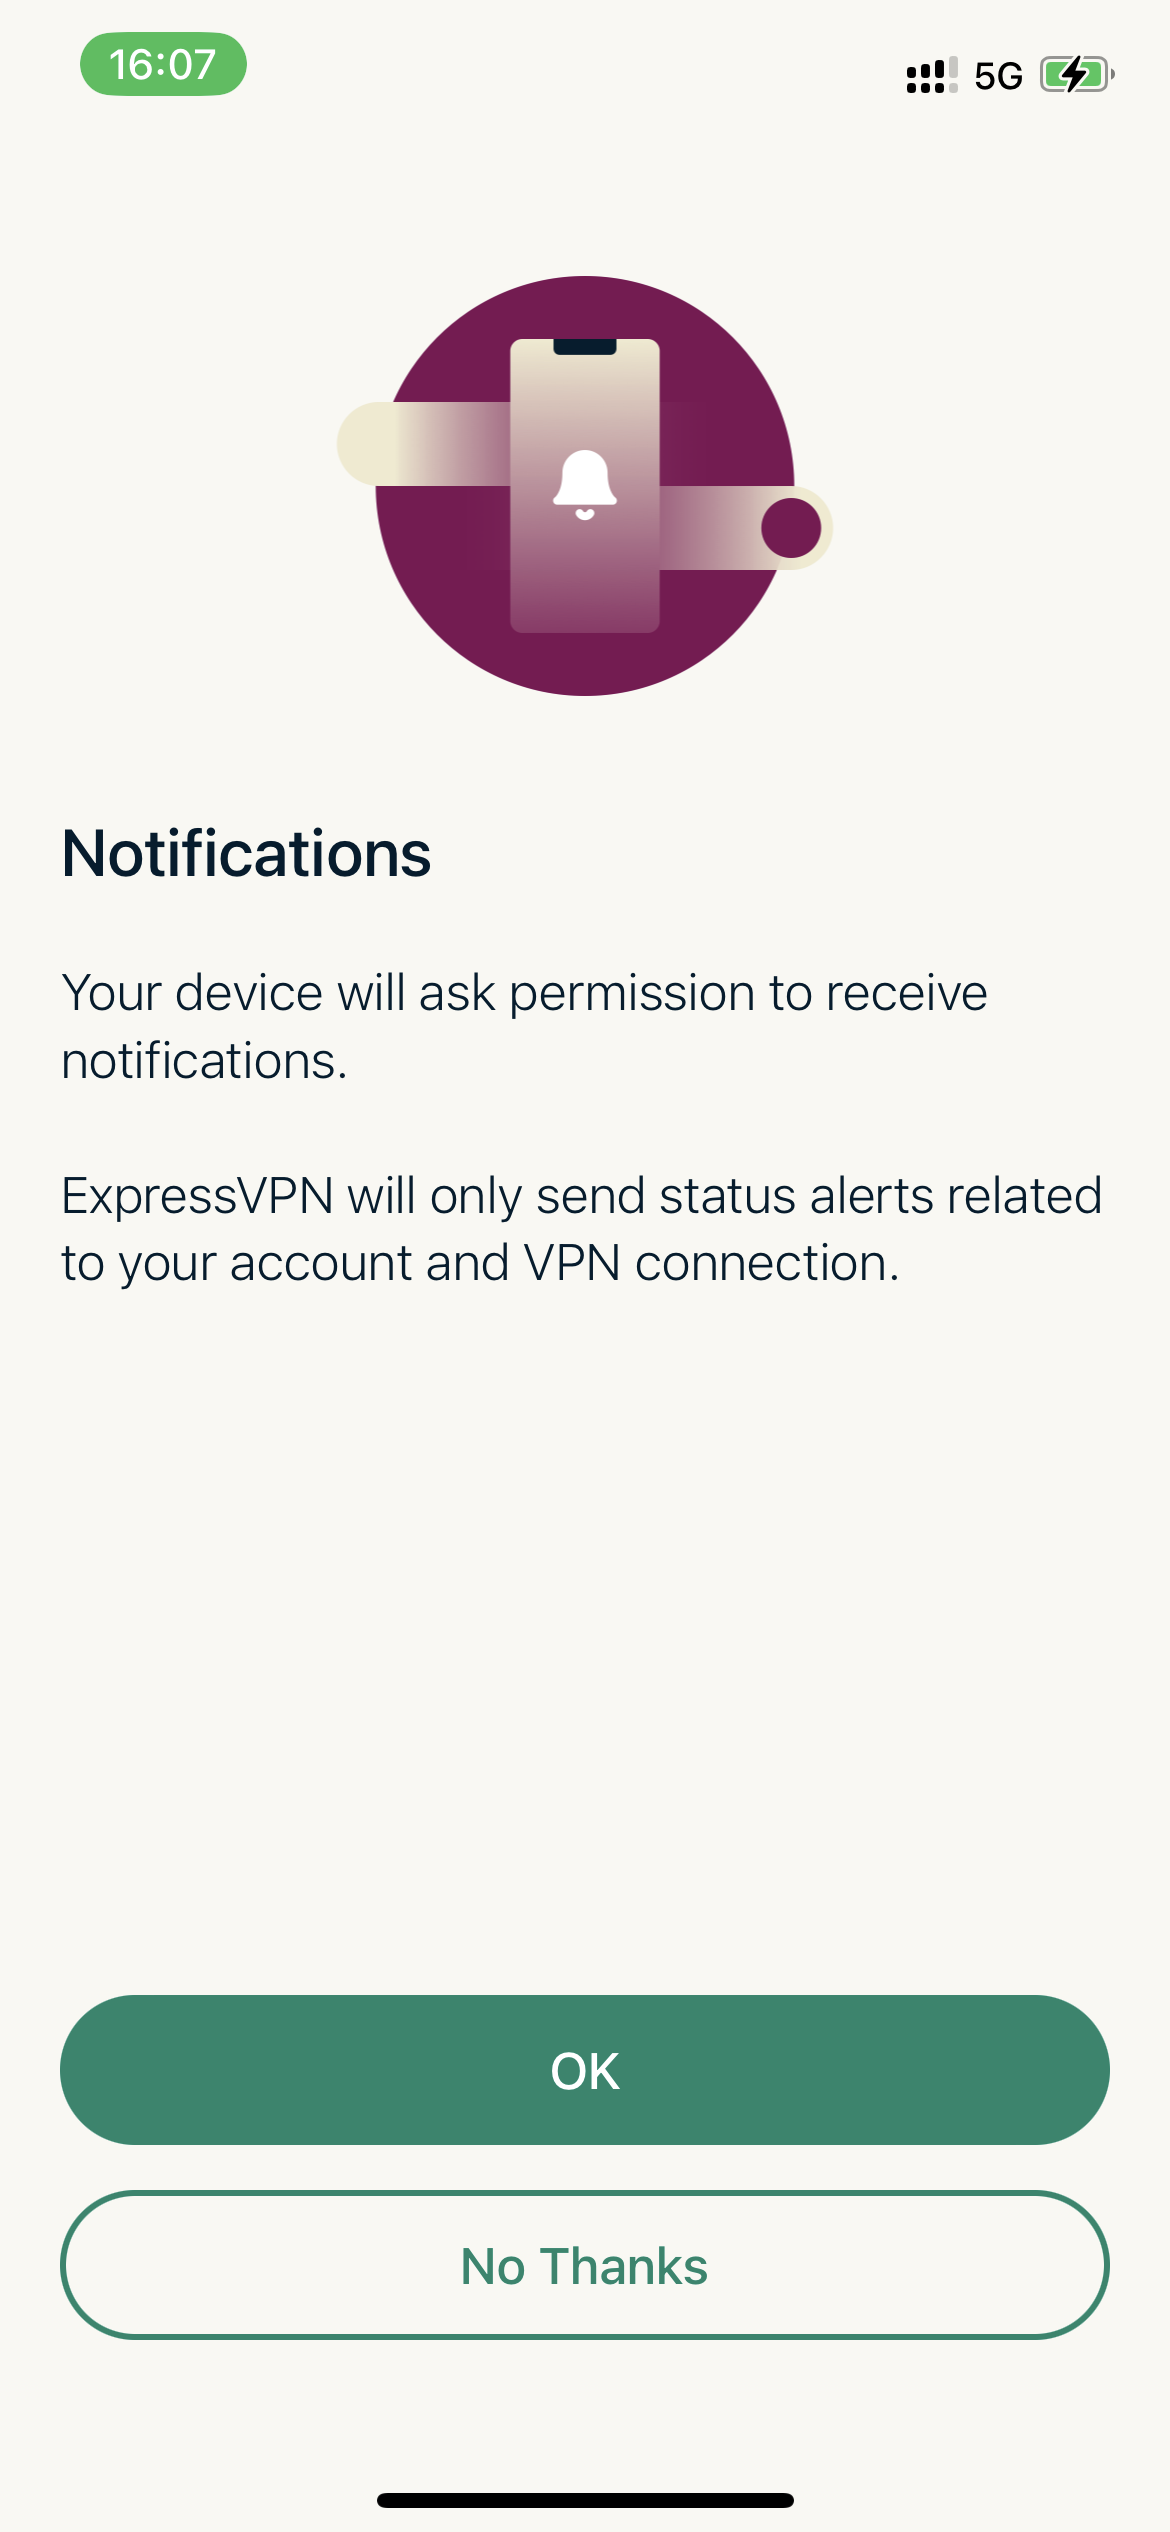 16:07
5G
Notifications
Your device will ask permission to receive
notifications.
ExpressVPN will only send status alerts related
to your account and VPN connection.
OK
No Thanks